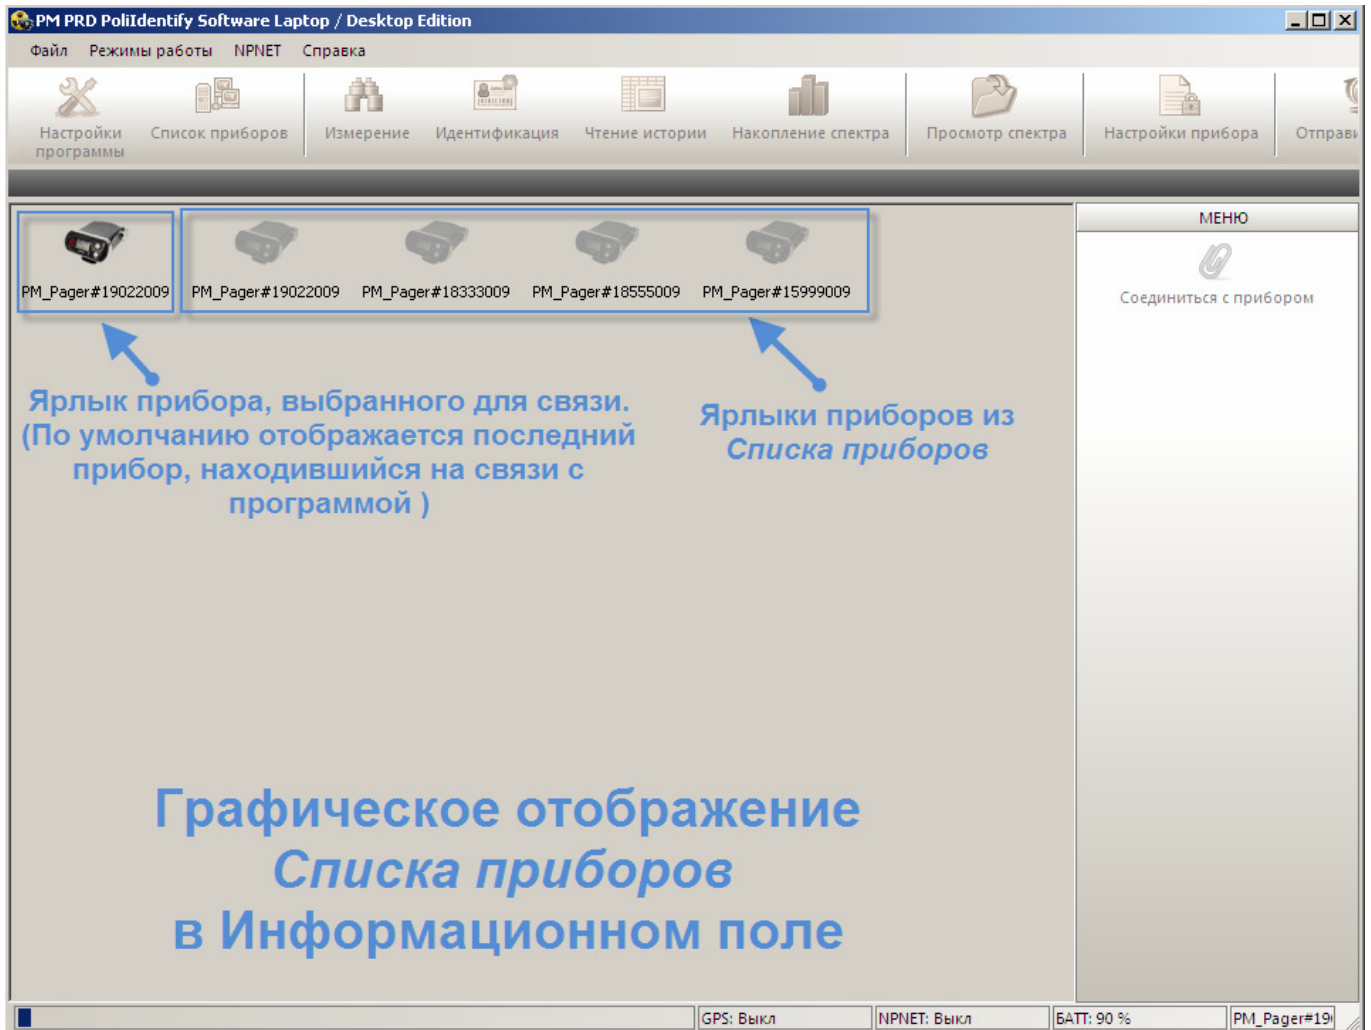 PM PRD PoliIdentify Software Laptop / Desktop Edition
Файл Режимы работы NPNET Справка
Настройки программы
Список приборов
Измерение
Идентификация
Чтение истории
Накопление спектра
Просмотр спектра
Настройки прибора
Отправи
МЕНЮ
Соединиться с прибором
PM_Pager#19022009 PM_Pager#19022009 PM_Pager#18333009 PM_Pager#18555009 PM_Pager#15999009
Ярлык прибора, выбранного для связи.
(По умолчанию отображается последний
прибор, находившийся на связи с
программой )
Ярлыки приборов из
Списка приборов
Графическое отображение
Списка приборов
в Информационном поле
GPS: Выкл NPNET: Выкл БАТТ: 90 % PM_Pager#19